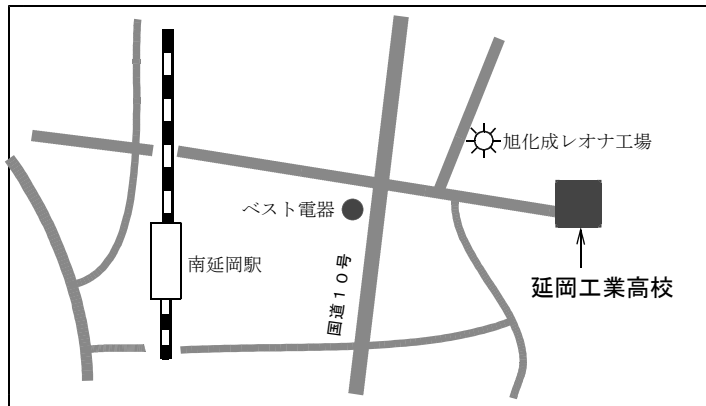 旭化成レオナ工場
ベスト電器
南延岡駅
国道１０号
延岡工業高校